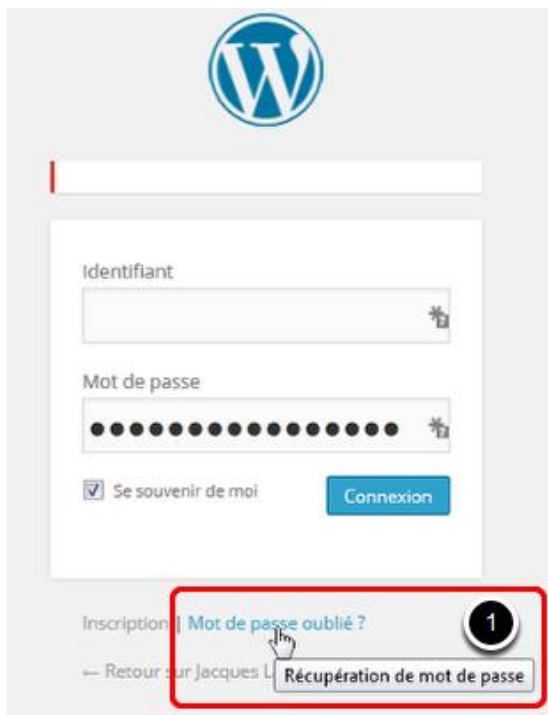 Identifiant
Mot de passe
Se souvenir de moi
Connexion
Inscription | Mot de passe oublié ?
1
← Retour sur Jacques
Récupération de mot de passe